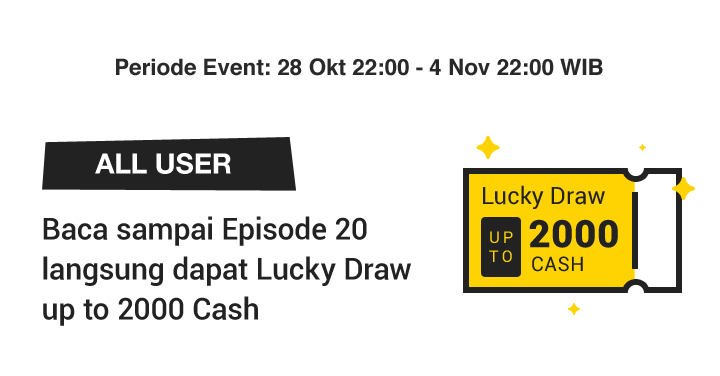 Periode Event: 28 Okt 22:00 - 4 Nov 22:00 WIB
ALL USER
Baca sampai Episode 20
langsung dapat Lucky Draw
up to 2000 Cash
Lucky Draw
UP TO 2000
CASH